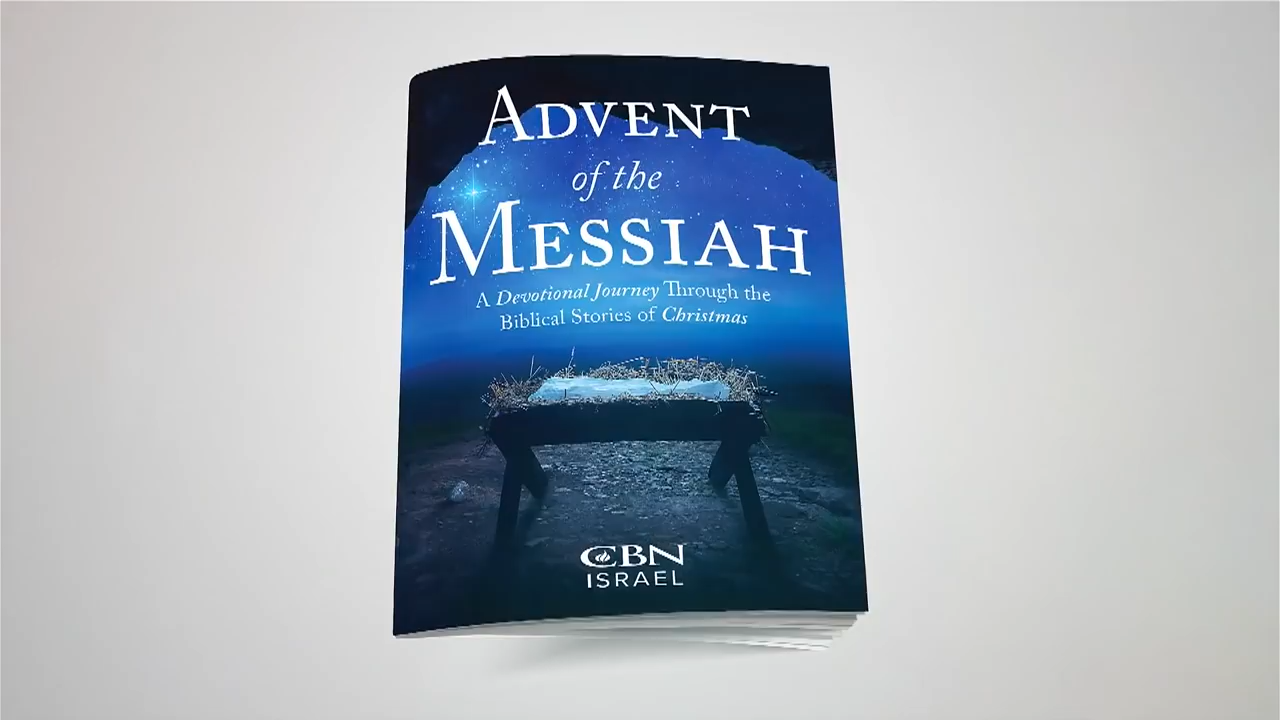 ADVENT
of the
MESSIAH
A Devotional Journey Through the
Biblical Stories of Christmas
CBN
ISRAEL